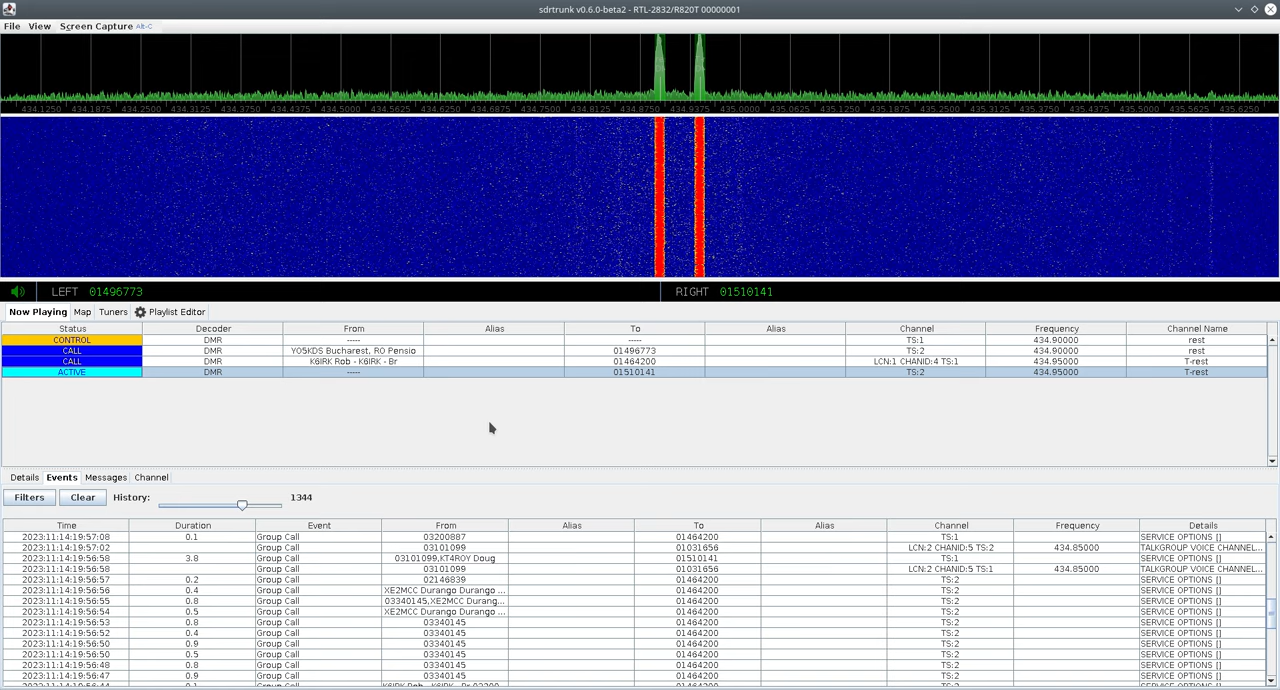 sdrtrunk v0.6.0-beta2 - RTL-2832/R820T 00000001
File View Screen Capture Alt-C
434.1250 434.1875 434.2500 434.3125 434.3750 434.4375 434.5000 434.5625 434.6250 434.6875 434.7500 434.8125 434.8750 434.9375 435.0000 435.0625 435.1250 435.1875 435.2500 435.3125 435.3750 435.4375 435.5000 435.5625 435.6250
LEFT 01496773 RIGHT 01510141
Now Playing Map Tuners Playlist Editor
Status Decoder From Alias To Alias Channel Frequency Channel Name
CONTROL DMR ----- ----- TS:1 434.90000 rest
CALL DMR YO5KDS Bucharest, RO Pensio 01496773 TS:2 434.90000 rest
CALL DMR K6IRK Rob - K6IRK - Br 01464200 LCN:1 CHANID:4 TS:1 434.95000 T-rest
ACTIVE DMR ----- 01510141 TS:2 434.95000 T-rest
Details Events Messages Channel
Filters Clear History: 1344
Time Duration Event From Alias To Alias Channel Frequency Details
2023:11:14:19:57:08 0.1 Group Call 03200887 01464200 TS:1 SERVICE OPTIONS []
2023:11:14:19:57:02 Group Call 03101099 01031656 LCN:2 CHANID:5 TS:2 434.85000 TALKGROUP VOICE CHANNEL...
2023:11:14:19:56:58 3.8 Group Call 03101099,KT4ROY Doug 01510141 TS:1 SERVICE OPTIONS []
2023:11:14:19:56:58 Group Call 03101099 01031656 LCN:2 CHANID:5 TS:1 434.85000 TALKGROUP VOICE CHANNEL...
2023:11:14:19:56:57 0.2 Group Call 02146839 01464200 TS:2 SERVICE OPTIONS []
2023:11:14:19:56:56 0.4 Group Call XE2MCC Durango Durango ... 01464200 TS:2 SERVICE OPTIONS []
2023:11:14:19:56:55 0.8 Group Call 03340145,XE2MCC Durang... 01464200 TS:2 SERVICE OPTIONS []
2023:11:14:19:56:54 0.5 Group Call XE2MCC Durango Durango ... 01464200 TS:2 SERVICE OPTIONS []
2023:11:14:19:56:53 0.8 Group Call 03340145 01464200 TS:2 SERVICE OPTIONS []
2023:11:14:19:56:52 0.4 Group Call 03340145 01464200 TS:2 SERVICE OPTIONS []
2023:11:14:19:56:50 0.9 Group Call 03340145 01464200 TS:2 SERVICE OPTIONS []
2023:11:14:19:56:50 0.5 Group Call 03340145 01464200 TS:2 SERVICE OPTIONS []
2023:11:14:19:56:48 0.8 Group Call 03340145 01464200 TS:2 SERVICE OPTIONS []
2023:11:14:19:56:47 0.9 Group Call 03340145 01464200 TS:2 SERVICE OPTIONS []